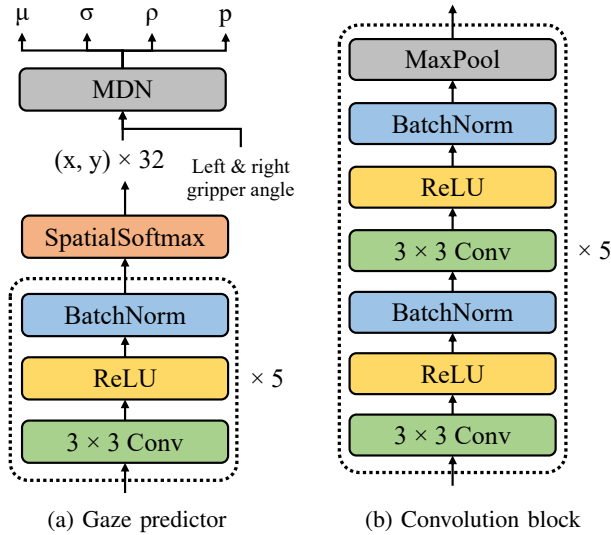 μ σ ρ p
MDN
(x, y) × 32
Left & right
gripper angle
SpatialSoftmax
BatchNorm
ReLU
× 5
3 × 3 Conv
(a) Gaze predictor
MaxPool
BatchNorm
ReLU
3 × 3 Conv
× 5
BatchNorm
ReLU
3 × 3 Conv
(b) Convolution block